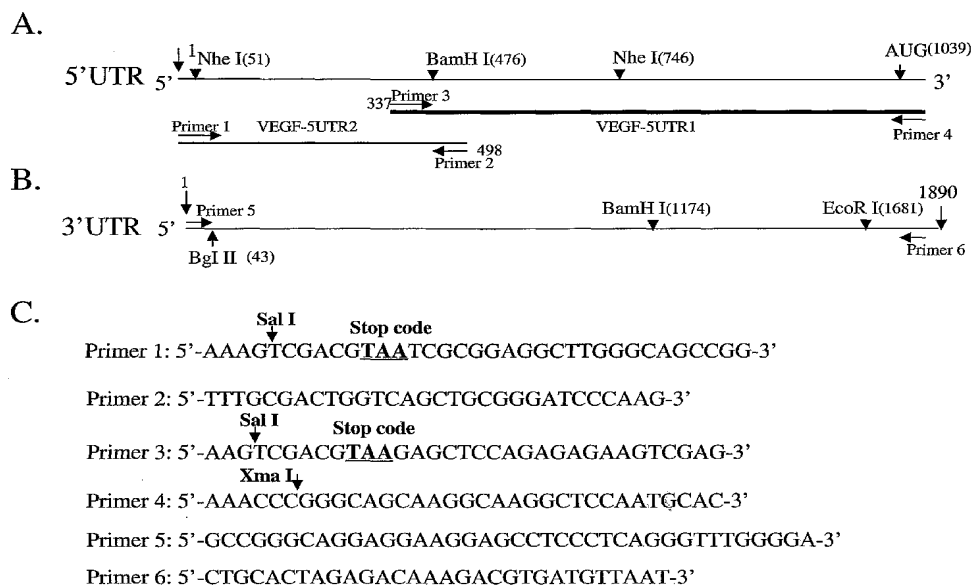 A.
1 Nhe I(51) BamH I(476) Nhe I(746) AUG(1039)
5'UTR 5' 3'
337 Primer 3
Primer 1 VEGF-5UTR2 VEGF-5UTR1 Primer 4
498
Primer 2
B.
1 1890
Primer 5 BamH I(1174) EcoR I(1681)
3'UTR 5'
Primer 6
BgI II (43)
C.
Sal I Stop code
Primer 1: 5'-AAAGTCGACGTAATCGCGGAGGCTTGGGCAGCCGG-3'
Primer 2: 5'-TTTGCGACTGGTCAGCTGCGGGATCCCAAG-3'
Sal I Stop code
Primer 3: 5'-AAGTCGACGTAAGAGCTCCAGAGAGAAGTCGAG-3'
Xma I
Primer 4: 5'-AAACCCGGGCAGCAAGGCAAGGCTCCAATGCAC-3'
Primer 5: 5'-GCCGGGCAGGAGGAAGGAGCCTCCCTCAGGGTTTGGGGA-3'
Primer 6: 5'-CTGCACTAGAGACAAAGACGTGATGTTAAT-3'